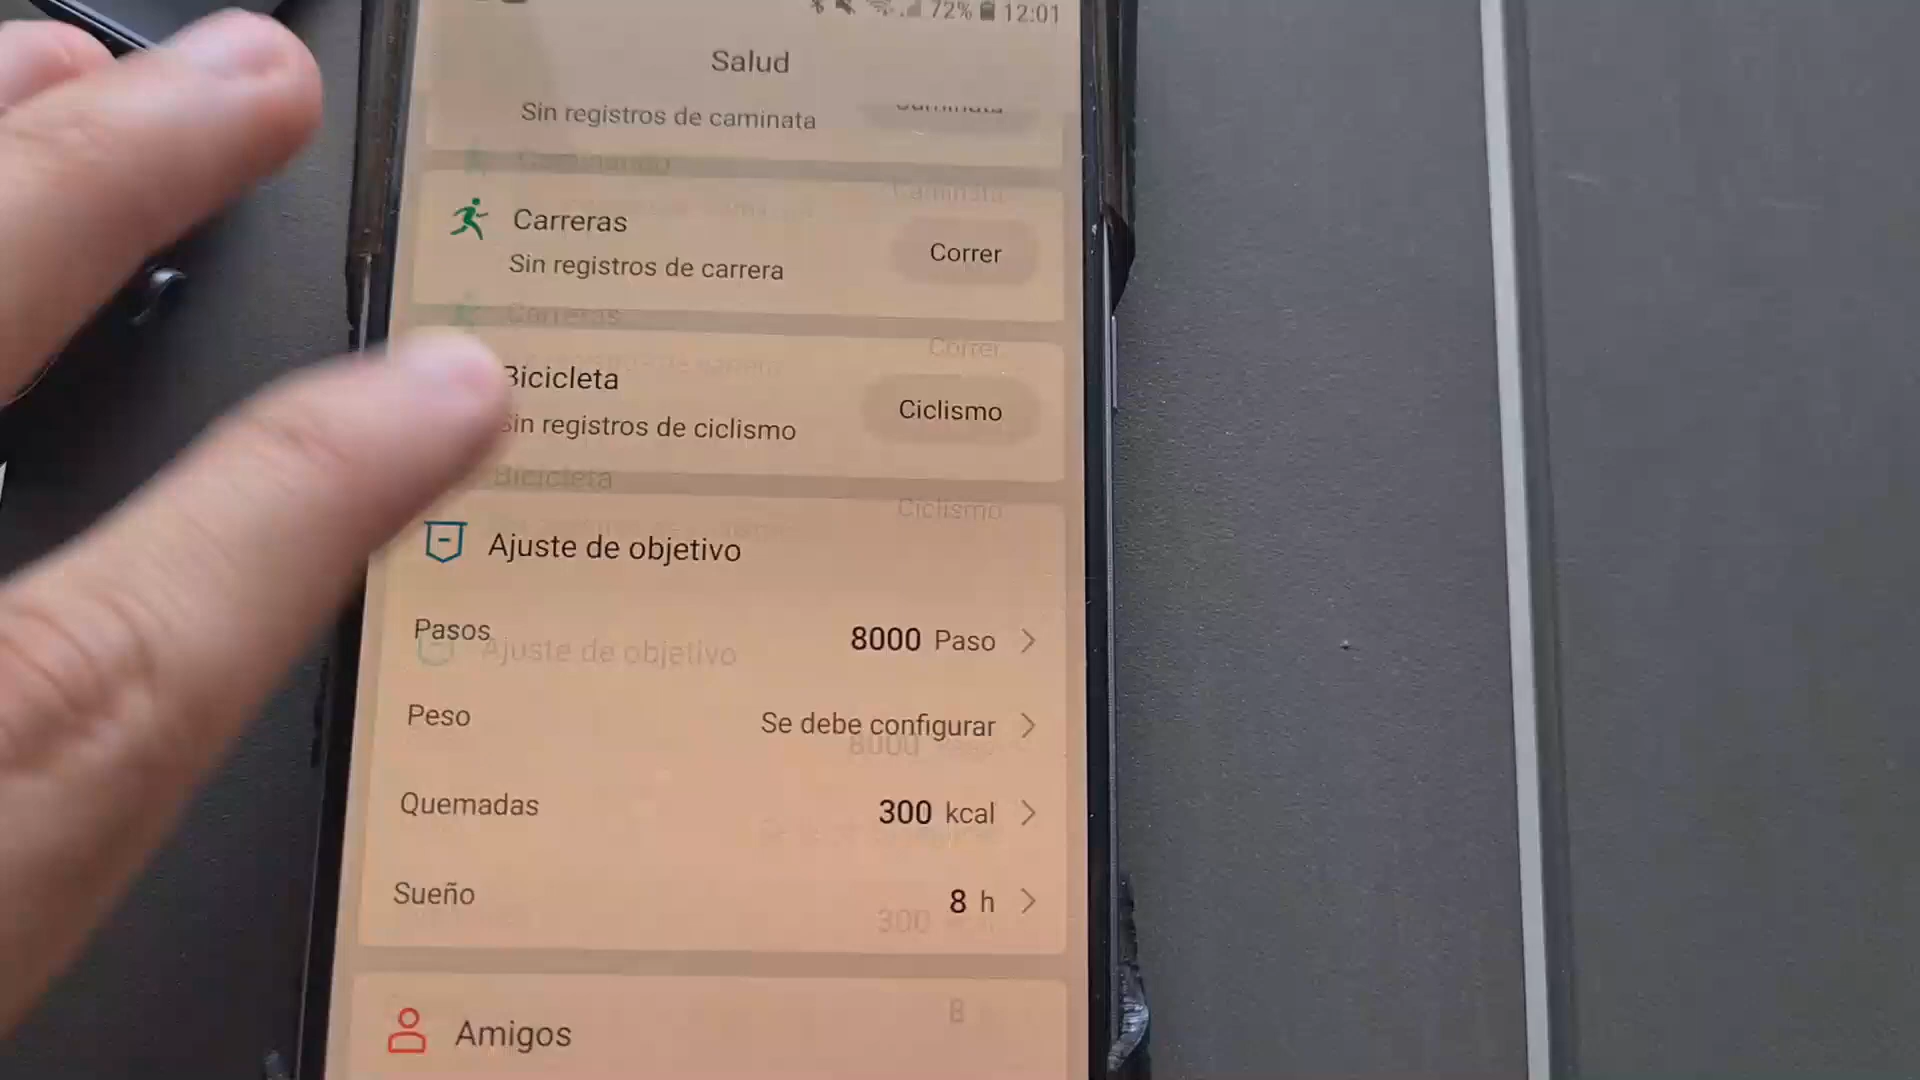 72% 12:01
Salud
Sin registros de caminata
Carreras
Correr
Sin registros de carrera
Bicicleta
Ciclismo
Sin registros de ciclismo
Ajuste de objetivo
Pasos 8000 Paso
Peso Se debe configurar
Quemadas 300 kcal
Sueño 8 h
Amigos